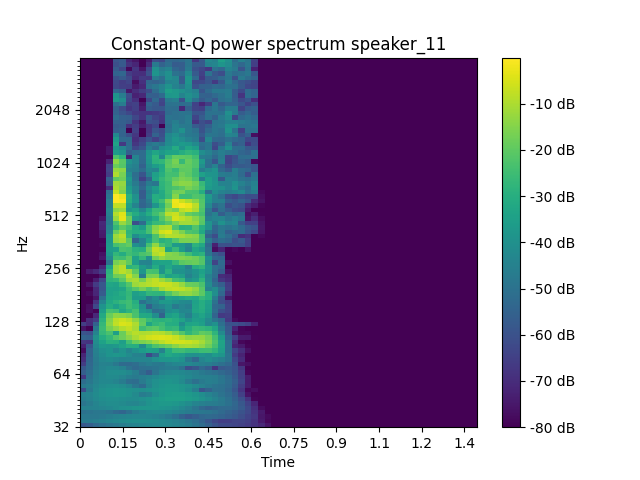 Constant-Q power spectrum speaker_11
Hz
2048
1024
512
256
128
64
32
0 0.15 0.3 0.45 0.6 0.75 0.9 1.1 1.2 1.4
Time
-10 dB
-20 dB
-30 dB
-40 dB
-50 dB
-60 dB
-70 dB
-80 dB